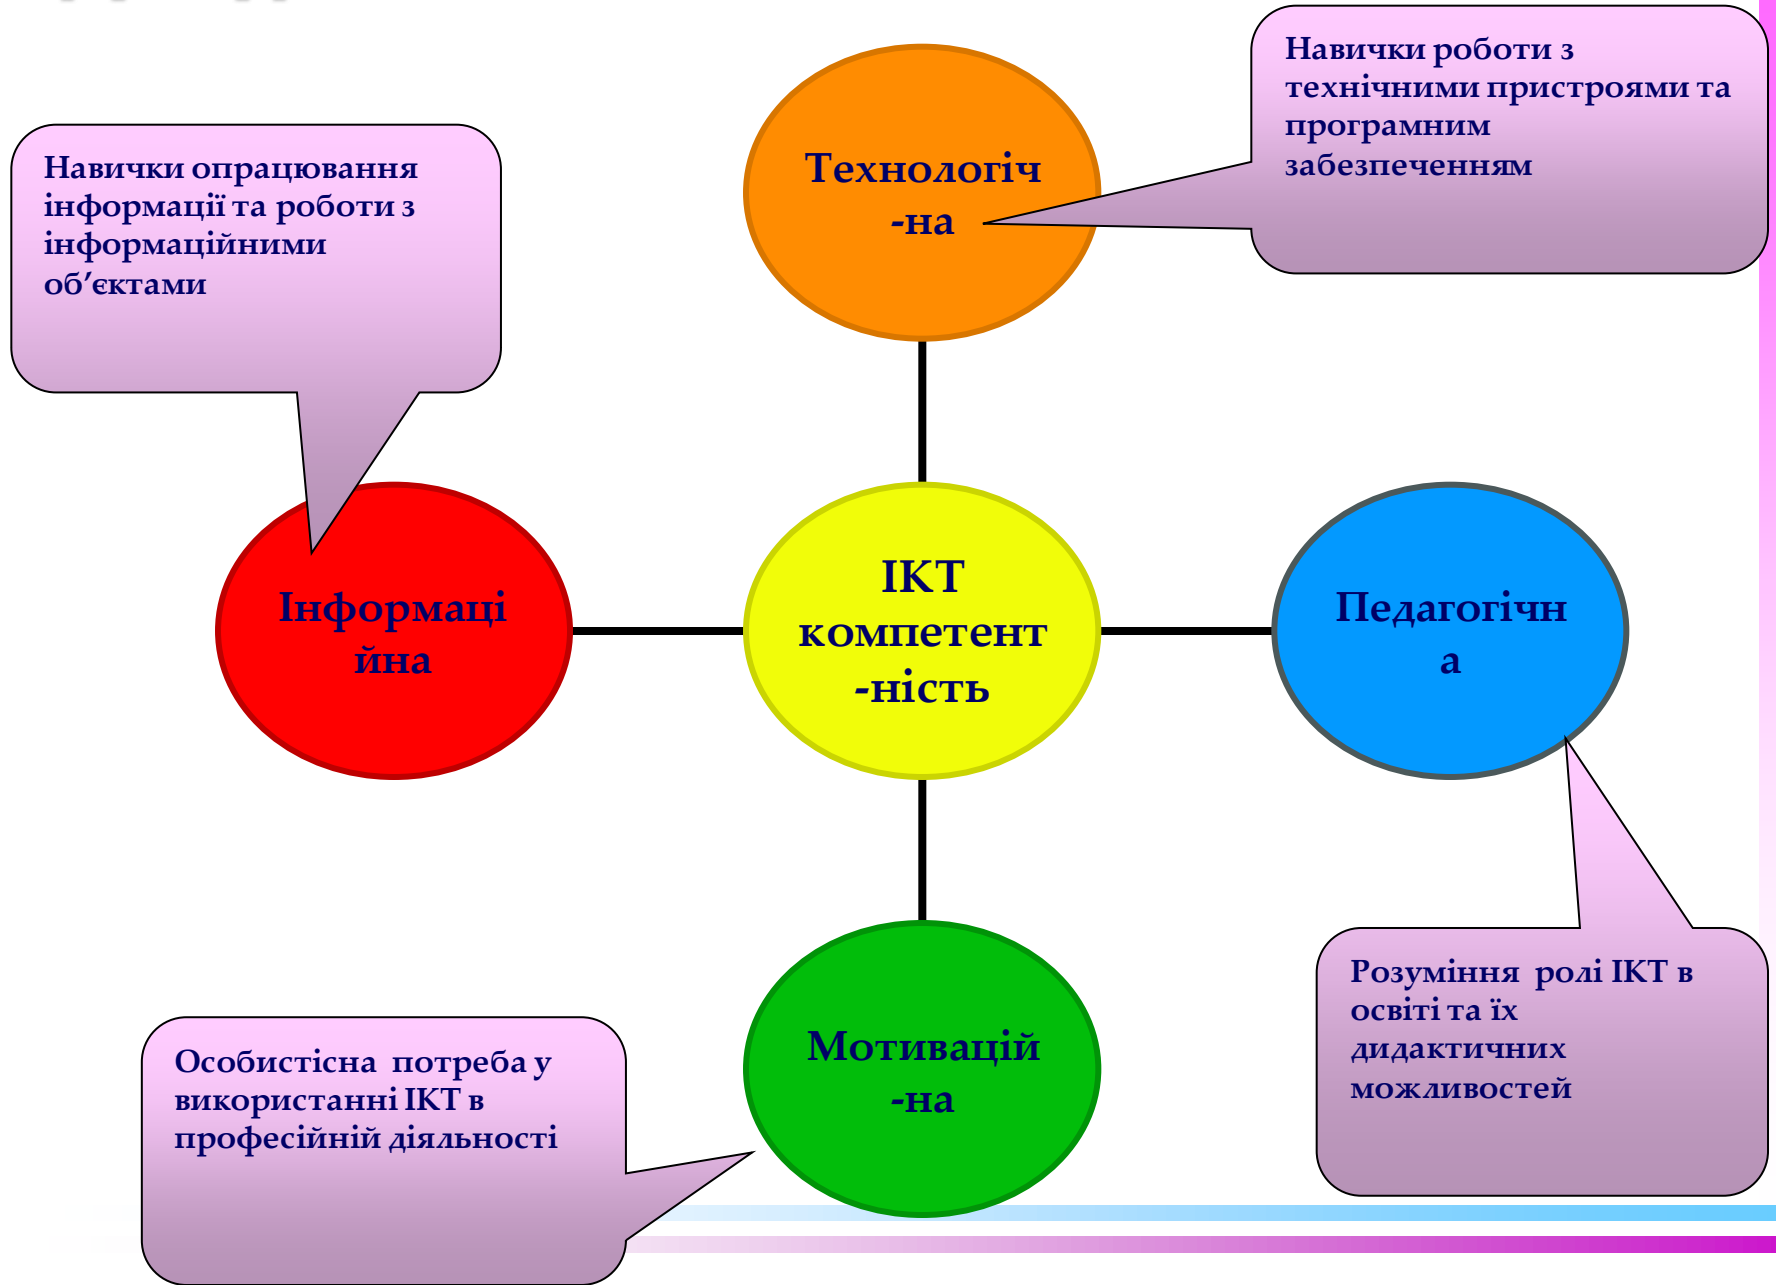 Навички роботи з
технічними пристроями та
програмним
забезпеченням
Технологіч
-на
Навички опрацювання
інформації та роботи з
інформаційними
об’єктами
Інформаці
йна
ІКТ
компетент
-ність
Педагогічн
а
Мотивацій
-на
Розуміння ролі ІКТ в
освіті та їх
дидактичних
можливостей
Особистісна потреба у
використанні ІКТ в
професійній діяльності